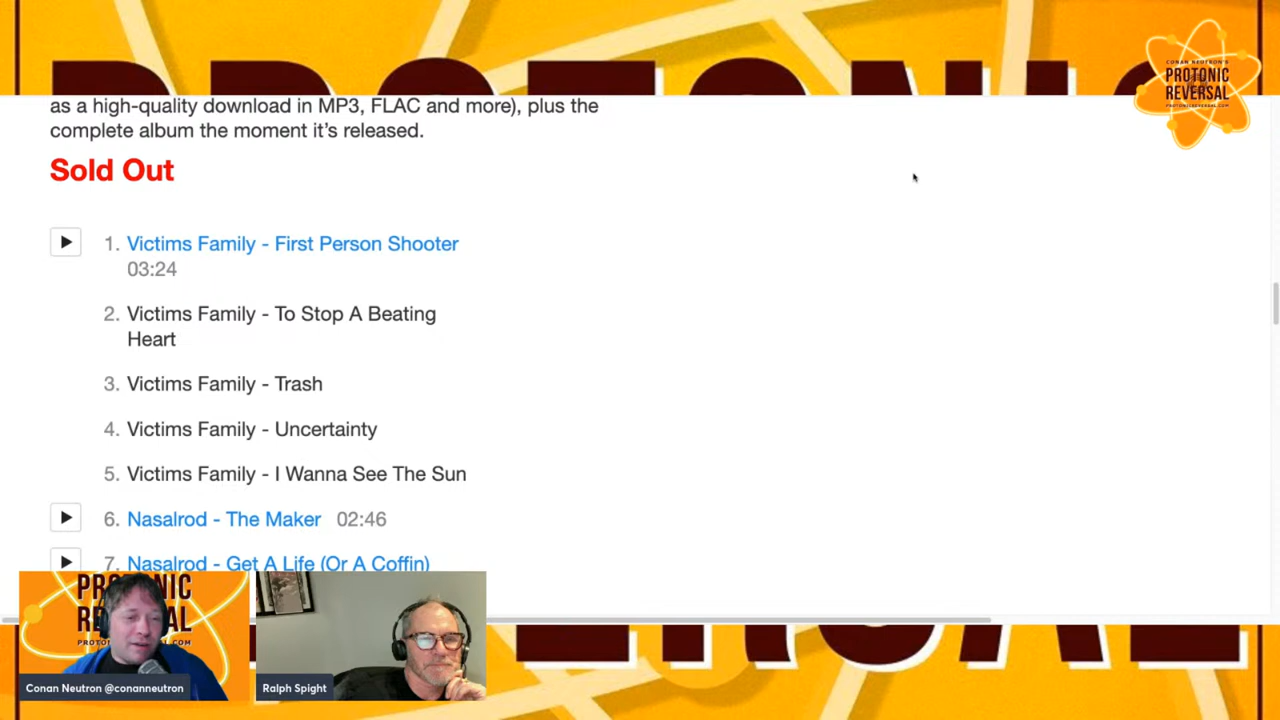 CONAN NEUTRON'S
PROTONIC
REVERSAL
PROTONICREVERSAL.COM
as a high-quality download in MP3, FLAC and more), plus the
complete album the moment it’s released.
Sold Out
1. Victims Family - First Person Shooter
03:24
2. Victims Family - To Stop A Beating
Heart
3. Victims Family - Trash
4. Victims Family - Uncertainty
5. Victims Family - I Wanna See The Sun
6. Nasalrod - The Maker 02:46
7. Nasalrod - Get A Life (Or A Coffin)
Conan Neutron @conanneutron
Ralph Spight